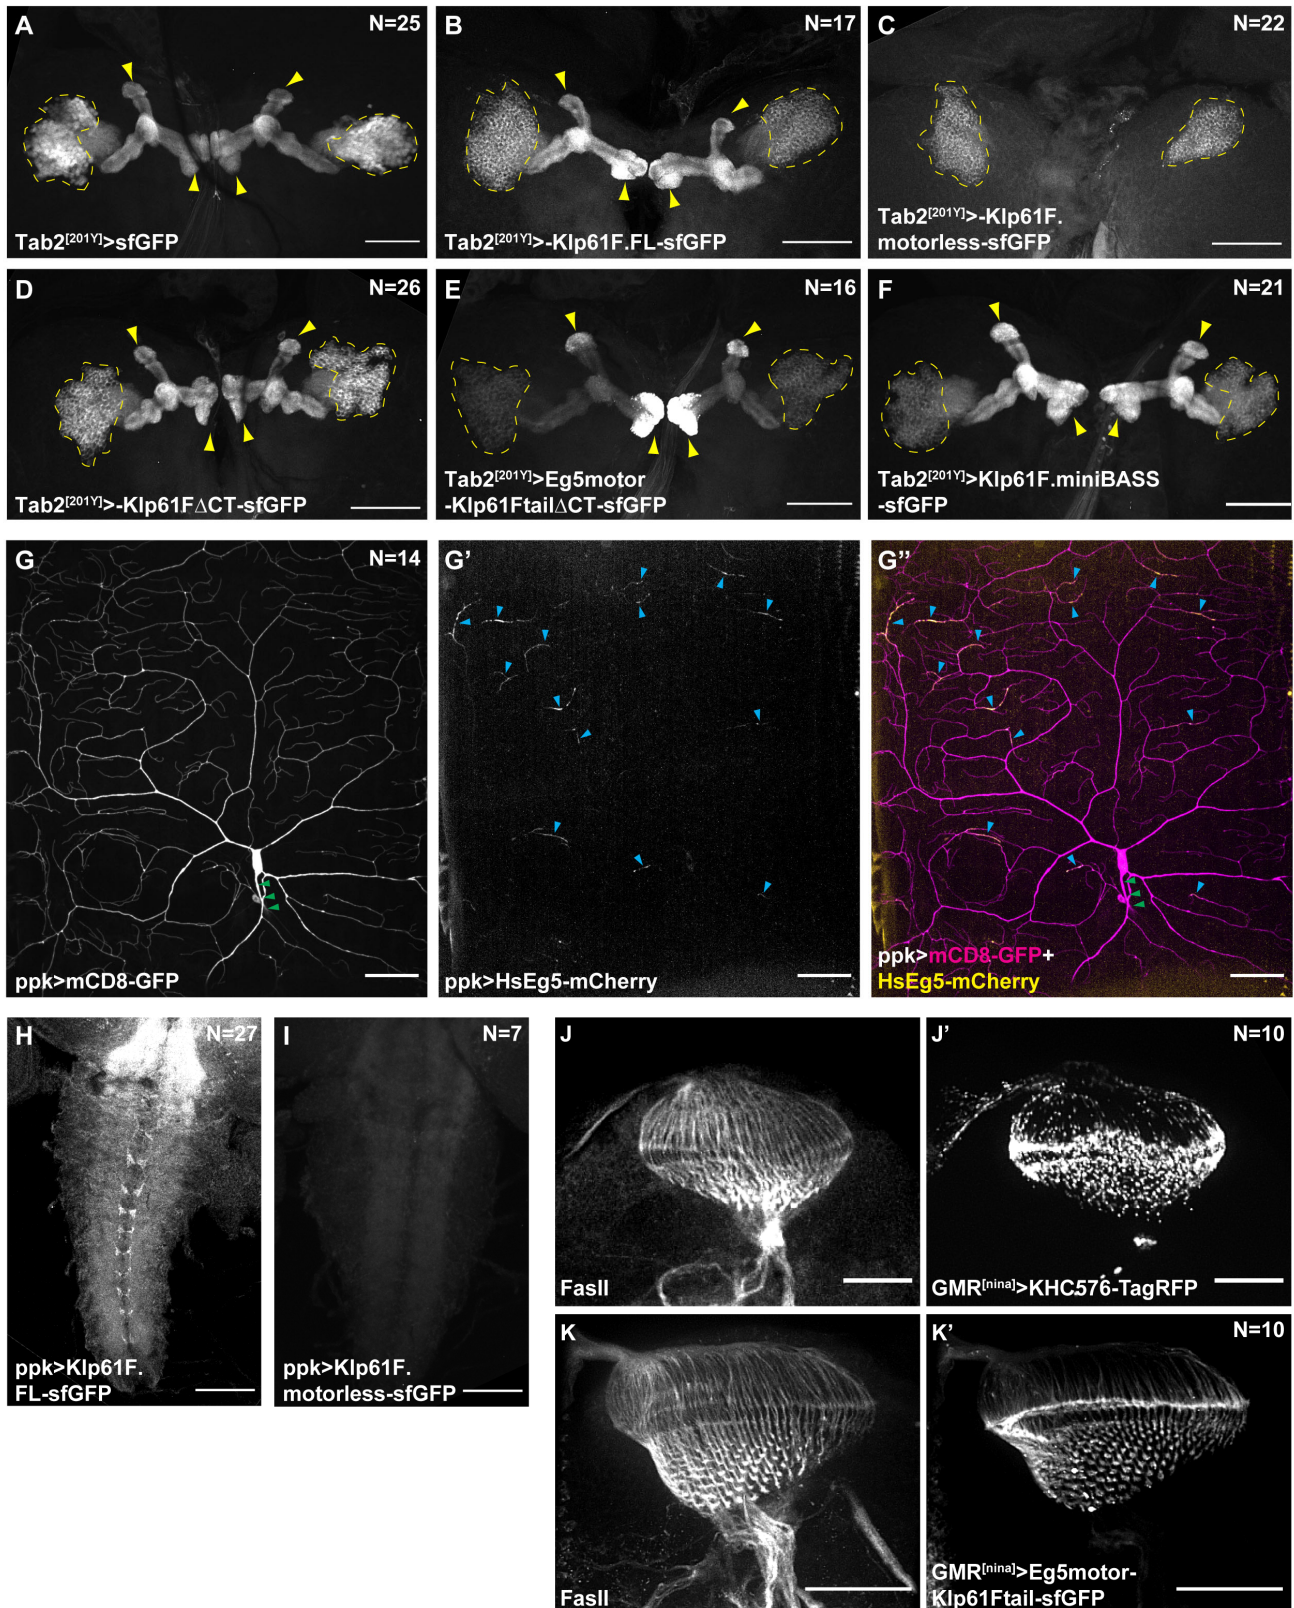 A
N=25
Tab2[201Y]>sfGFP
B
N=17
Tab2[201Y]>-Klp61F.FL-sfGFP
C
N=22
Tab2[201Y]>-Klp61F.
motorless-sfGFP
D
N=26
Tab2[201Y]>-Klp61FΔCT-sfGFP
E
N=16
Tab2[201Y]>Eg5motor
-Klp61FtailΔCT-sfGFP
F
N=21
Tab2[201Y]>Klp61F.miniBASS
-sfGFP
G
N=14
ppk>mCD8-GFP
G'
ppk>HsEg5-mCherry
G''
ppk>mCD8-GFP+
HsEg5-mCherry
H
N=27
ppk>Klp61F.
FL-sfGFP
I
N=7
ppk>Klp61F.
motorless-sfGFP
J
FasII
J'
N=10
GMR[nina]>KHC576-TagRFP
K
FasII
K'
N=10
GMR[nina]>Eg5motor-
Klp61Ftail-sfGFP